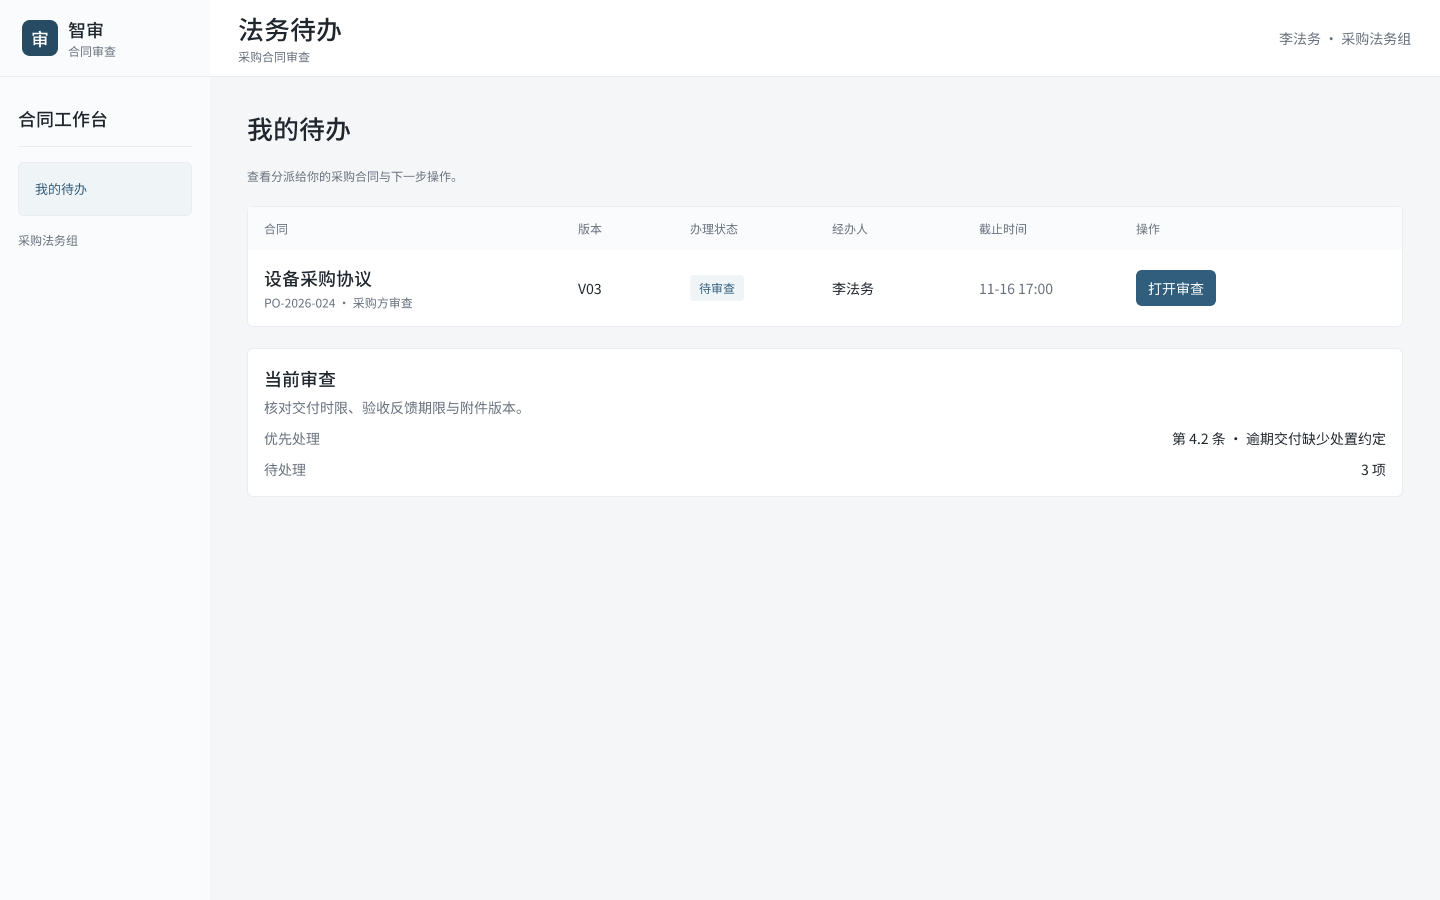 审
智审
合同审查
法务待办
采购合同审查
李法务 · 采购法务组
合同工作台
我的待办
采购法务组
我的待办
查看分派给你的采购合同与下一步操作。
合同 版本 办理状态 经办人 截止时间 操作
设备采购协议 V03 待审查 李法务 11-16 17:00 打开审查
PO-2026-024 · 采购方审查
当前审查
核对交付时限、验收反馈期限与附件版本。
优先处理 第 4.2 条 · 逾期交付缺少处置约定
待处理 3 项